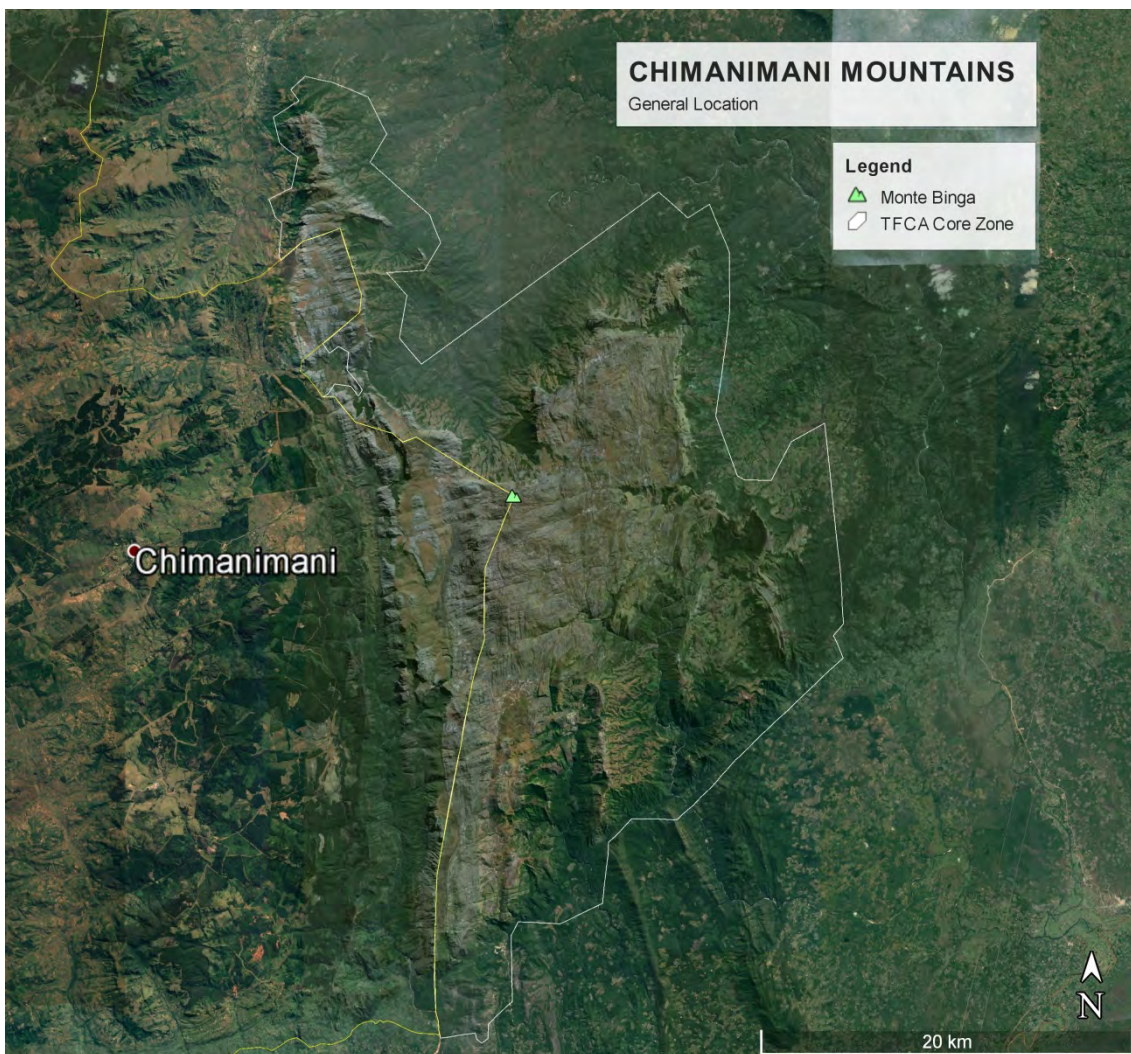 CHIMANIMANI MOUNTAINS
General Location
Legend
Monte Binga
TFCA Core Zone
Chimanimani
N
20 km